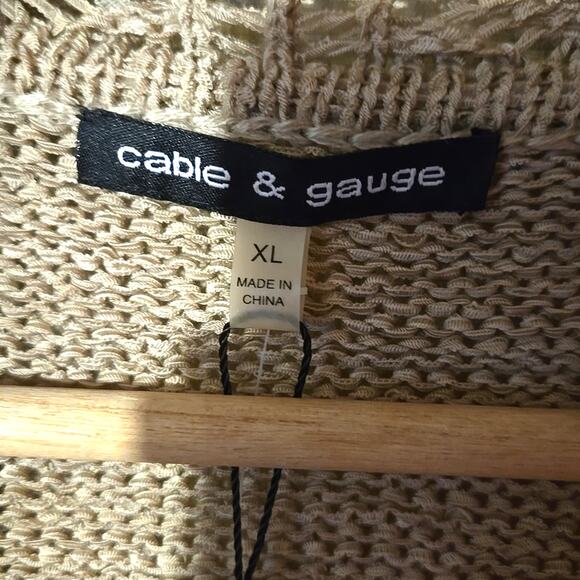 cable & gauge
XL
MADE IN
CHINA